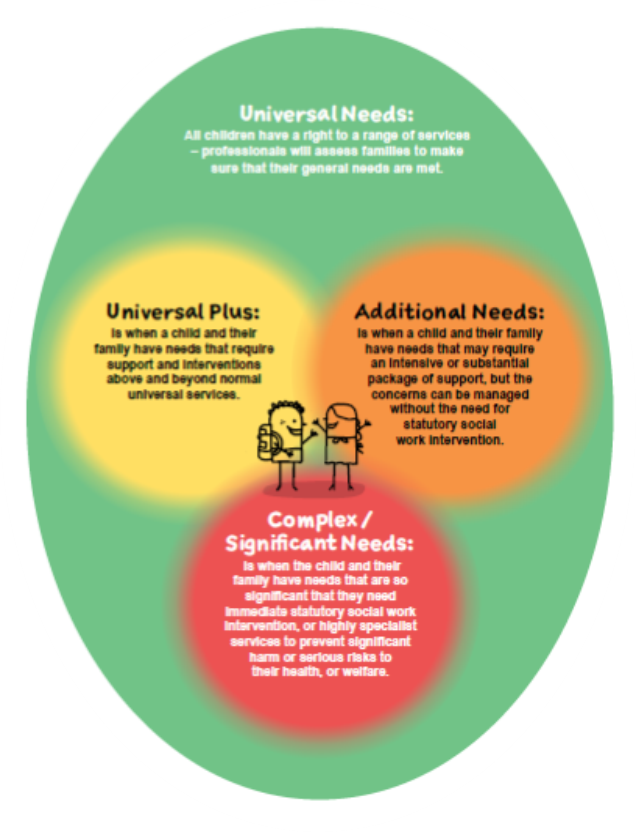 Universal Needs:
All children have a right to a range of services
– professionals will assess families to make
sure that their general needs are met.
Universal Plus:
Is when a child and their
family have needs that require
support and interventions
above and beyond normal
universal services.
Additional Needs:
Is when a child and their family
have needs that may require
an intensive or substantial
package of support, but the
concerns can be managed
without the need for
statutory social
work intervention.
Complex/
Significant Needs:
Is when the child and their
family have needs that are so
significant that they need
immediate statutory social work
intervention, or highly specialist
services to prevent significant
harm or serious risks to
their health, or welfare.